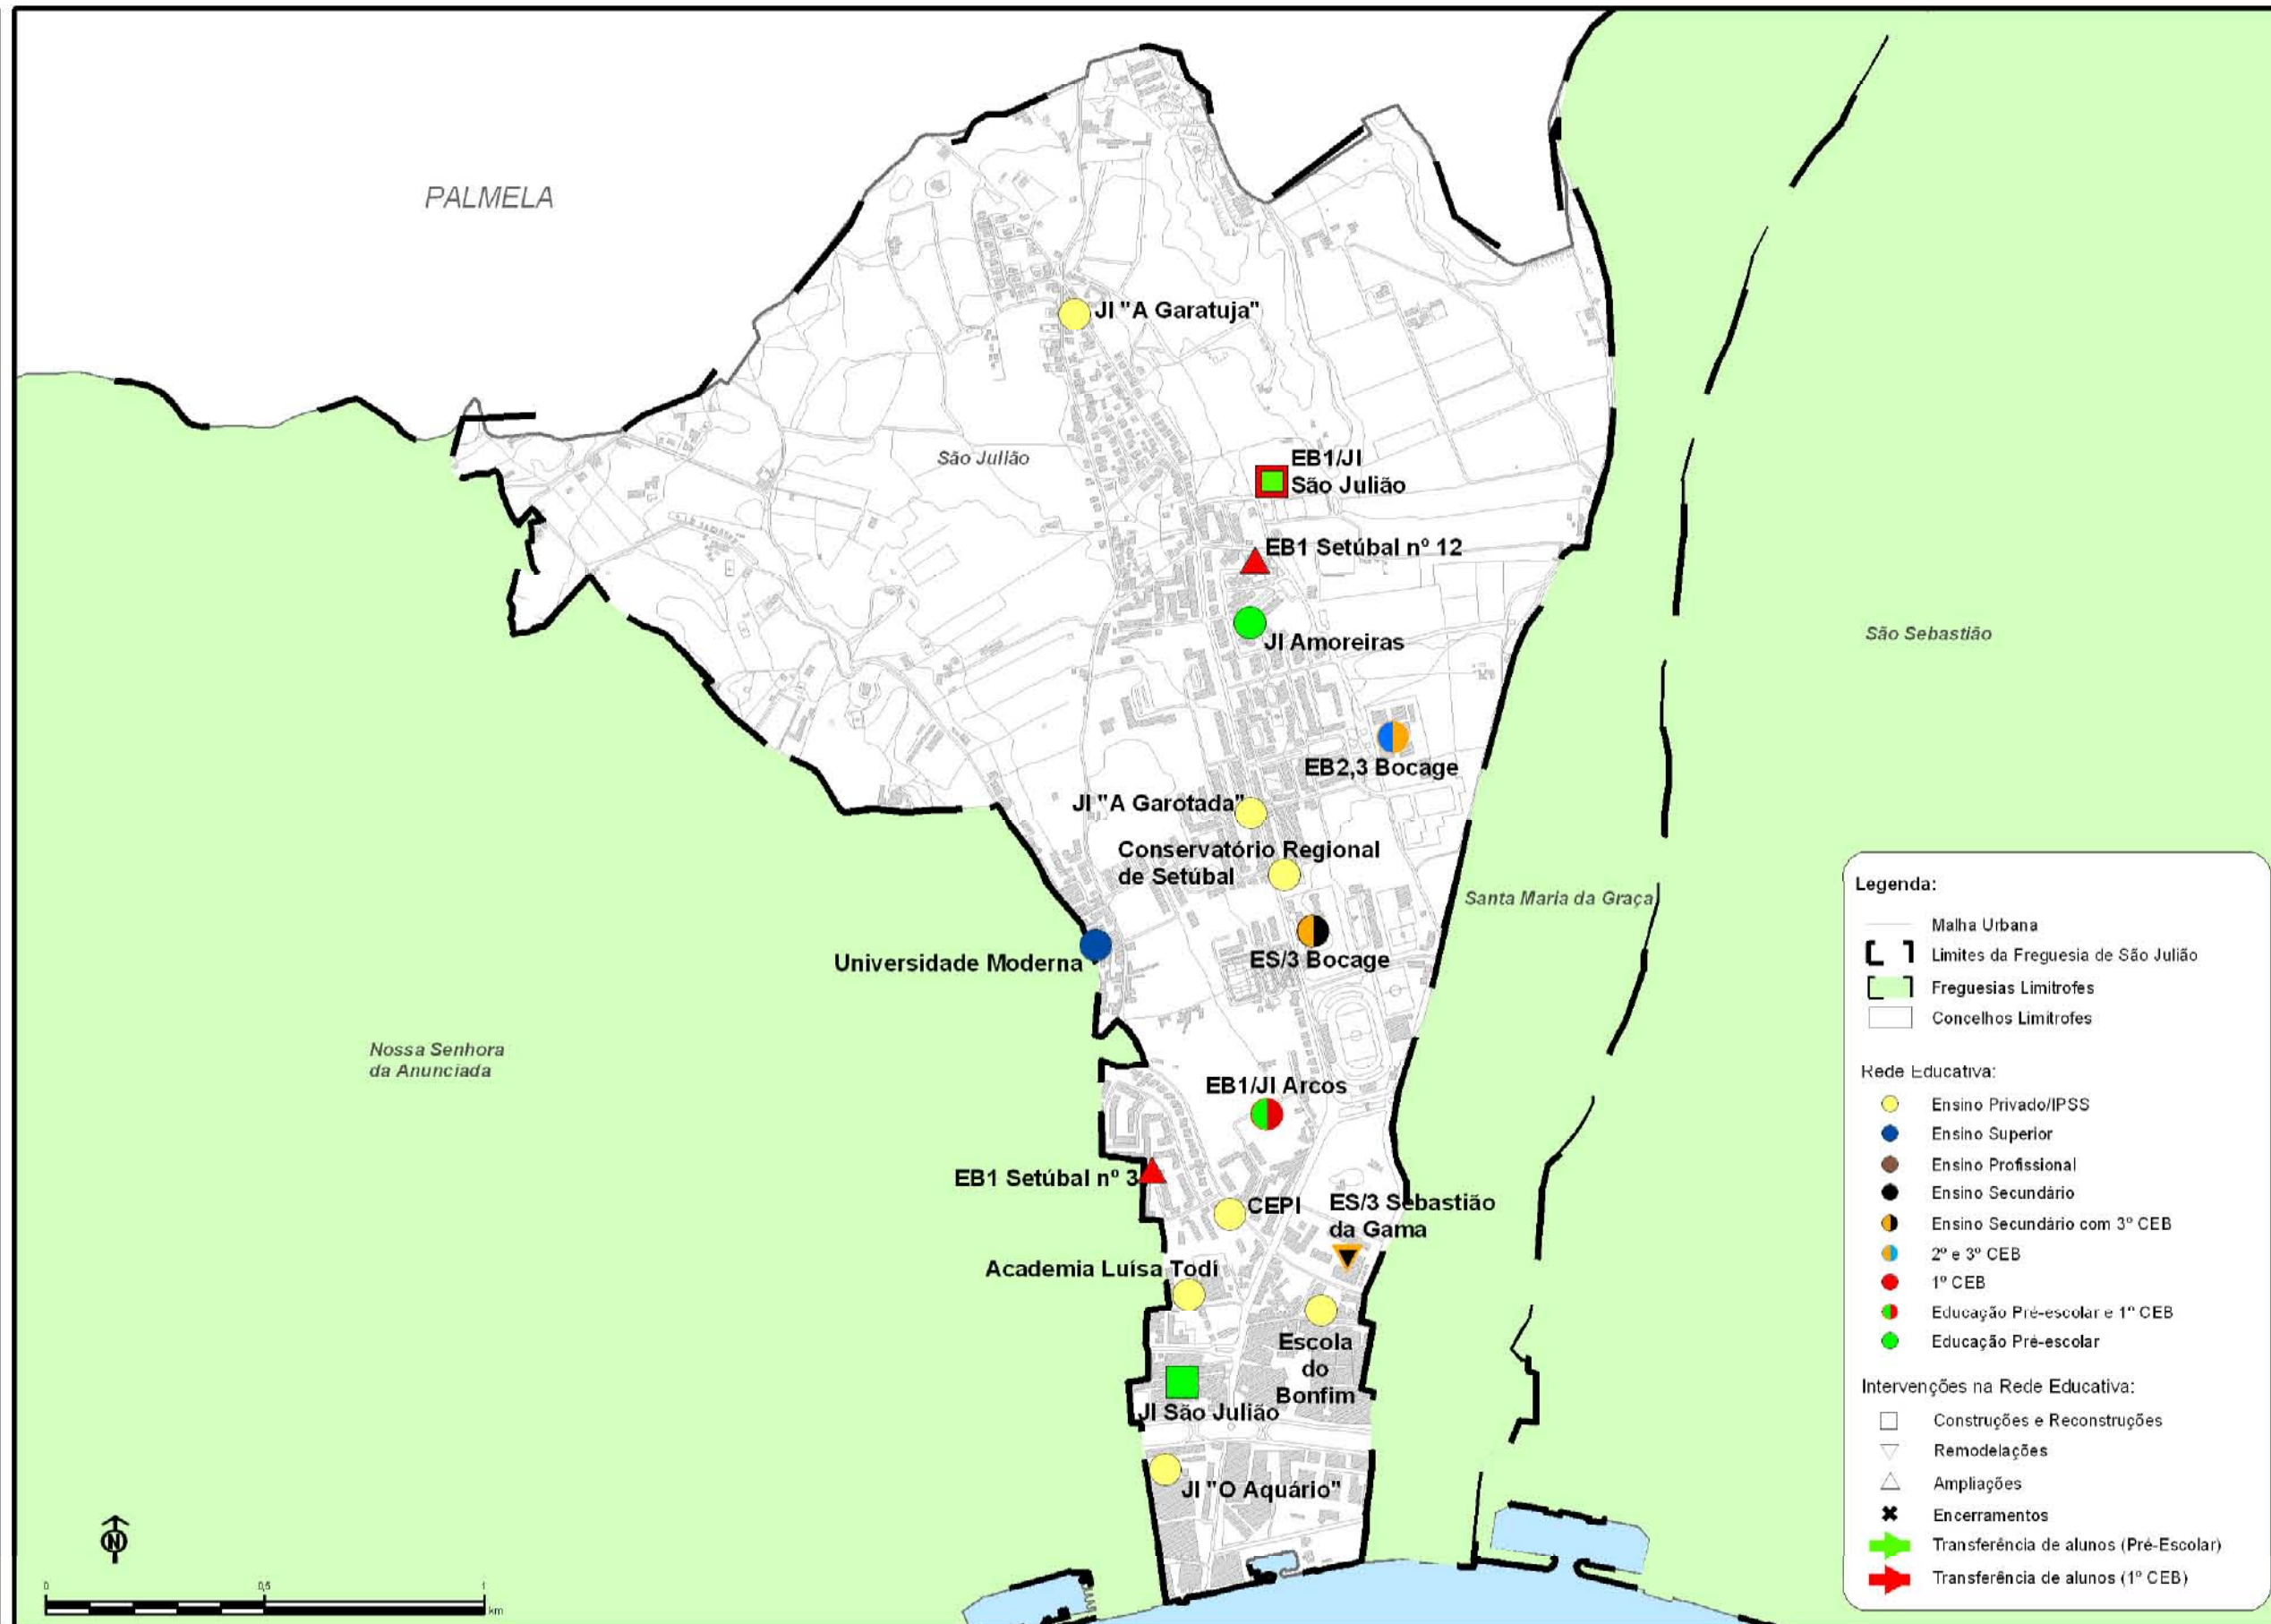 PALMELA
JI "A Garatuja"
São Julião
EB1/JI
São Julião
EB1 Setúbal nº 12
JI Amoreiras
São Sebastião
EB2,3 Bocage
JI "A Garotada"
Conservatório Regional
de Setúbal
Santa Maria da Graça
Universidade Moderna
ES/3 Bocage
Nossa Senhora
da Anunciada
EB1/JI Arcos
EB1 Setúbal nº 3
CEPI
ES/3 Sebastião
da Gama
Academia Luísa Todi
Escola
do
Bonfim
JI São Julião
JI "O Aquário"
N
0 0,5 1
km
Legenda:
Malha Urbana
Limites da Freguesia de São Julião
Freguesias Limitrofes
Concelhos Limitrofes
Rede Educativa:
Ensino Privado/IPSS
Ensino Superior
Ensino Profissional
Ensino Secundário
Ensino Secundário com 3º CEB
2º e 3º CEB
1º CEB
Educação Pré-escolar e 1º CEB
Educação Pré-escolar
Intervenções na Rede Educativa:
Construções e Reconstruções
Remodelações
Ampliações
Encerramentos
Transferência de alunos (Pré-Escolar)
Transferência de alunos (1º CEB)